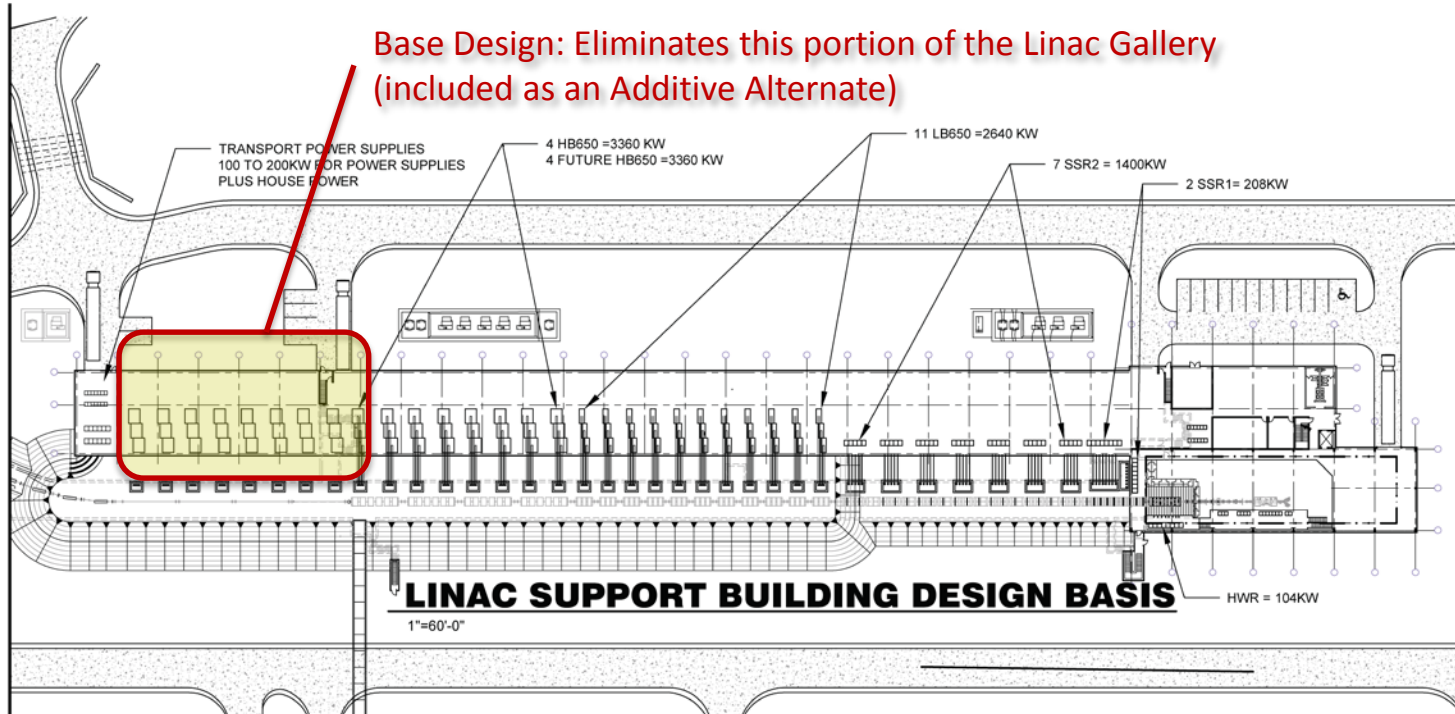 Base Design: Eliminates this portion of the Linac Gallery
(included as an Additive Alternate)
TRANSPORT POWER SUPPLIES
100 TO 200KW FOR POWER SUPPLIES
PLUS HOUSE POWER
4 HB650 =3360 KW
4 FUTURE HB650 =3360 KW
11 LB650 =2640 KW
7 SSR2 = 1400KW
2 SSR1= 208KW
LINAC SUPPORT BUILDING DESIGN BASIS
1"=60'-0"
HWR = 104KW